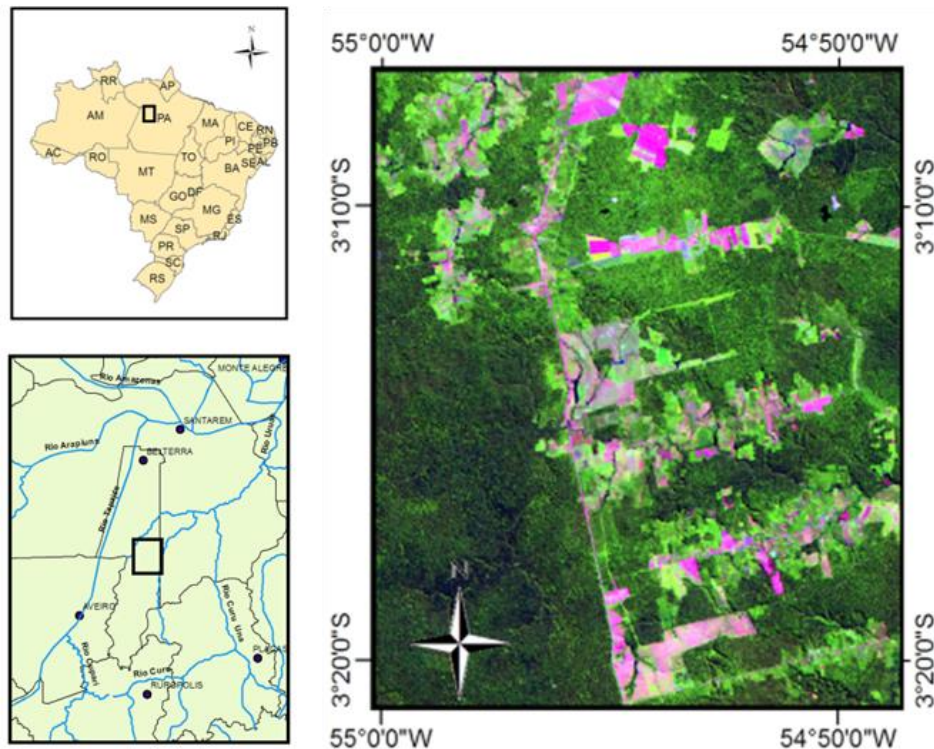 N
RR
AP
AM
PA
MA
CE
RN
PB
PI
PE
AC
RO
TO
SE
AL
MT
BA
GO
DF
MG
MS
ES
SP
RJ
PR
SC
RS
MONTE ALEGRE
Rio Amazonas
SANTAREM
Rio Arapiuns
BELTERRA
Rio Tapajós
AVEIRO
Rio Curu Una
Rio Cupari
RUROPOLIS
55°0'0"W
54°50'0"W
3°10'0"S
3°10'0"S
N
3°20'0"S
3°20'0"S
55°0'0"W
54°50'0"W